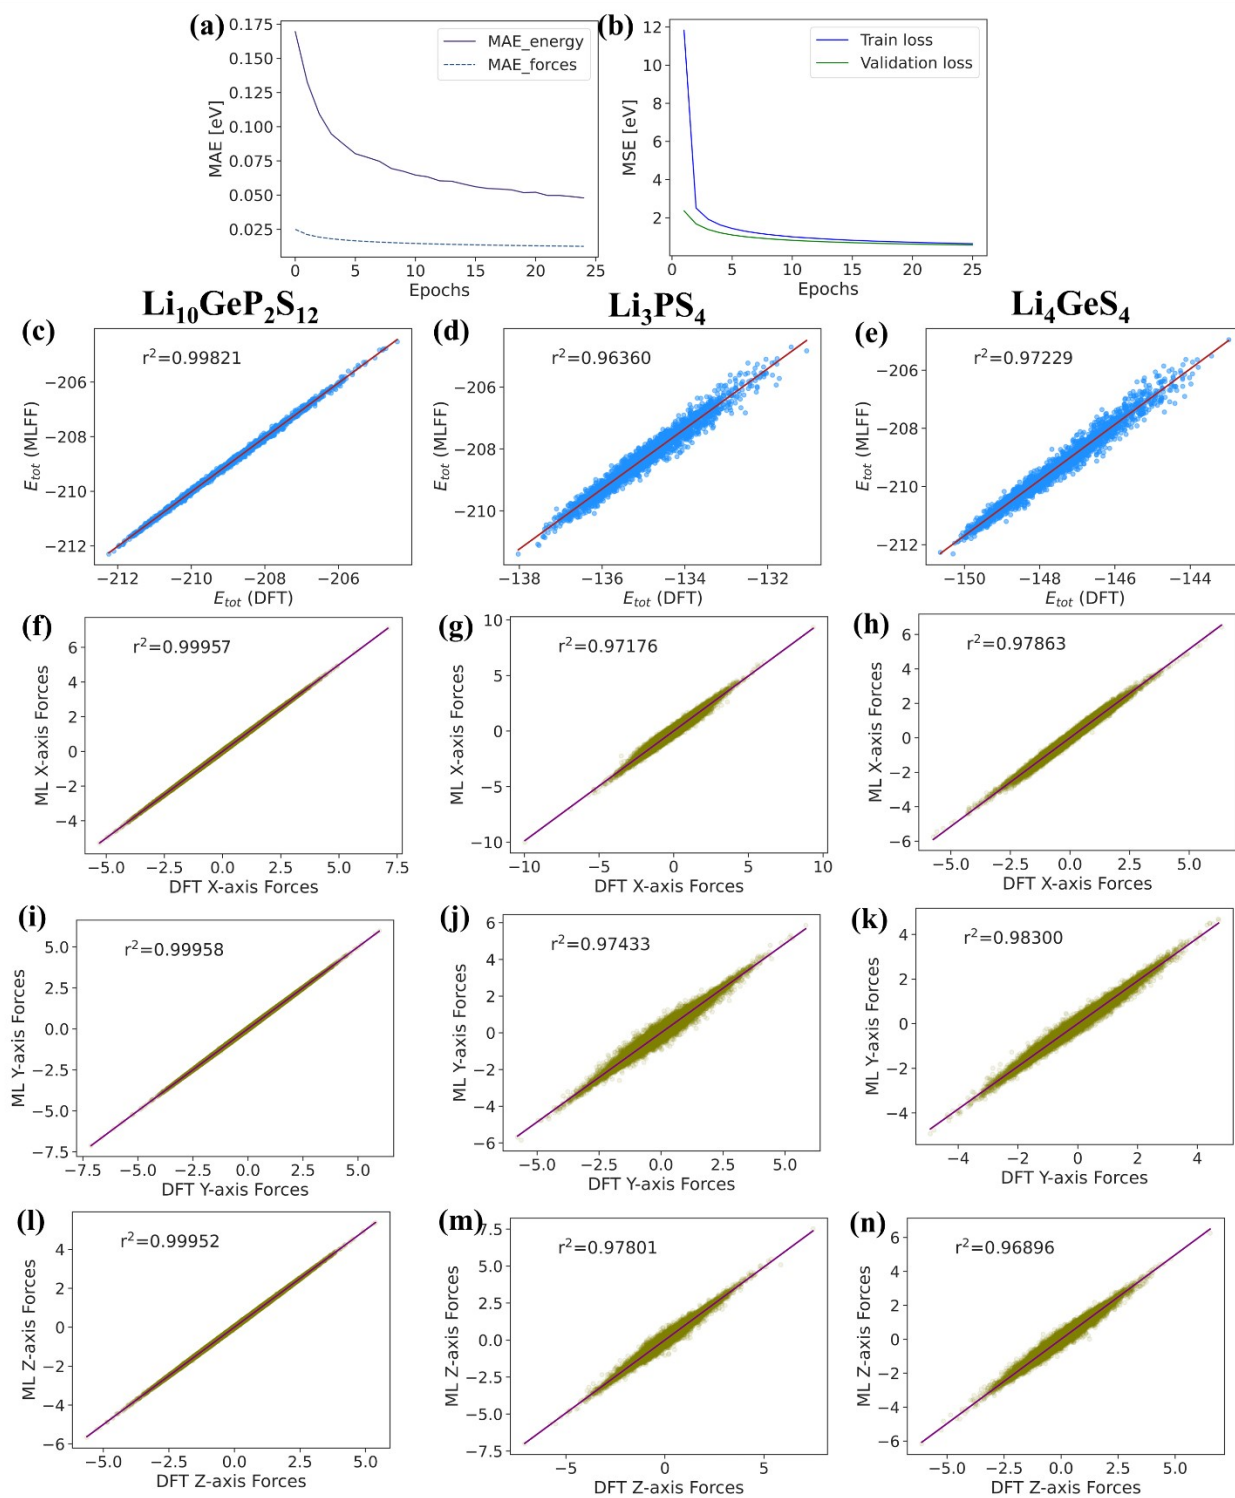 (a)
0.175
0.150
0.125
0.100
0.075
0.050
0.025
MAE [eV]
MAE_energy
MAE_forces
0 5 10 15 20 25
Epochs
(b)
12
10
8
6
4
2
MSE [eV]
Train loss
Validation loss
0 5 10 15 20 25
Epochs
Li₁₀GeP₂S₁₂
Li₃PS₄
Li₄GeS₄
(c)
r²=0.99821
−206
−208
−210
−212
E_tot (MLFF)
−212 −210 −208 −206
E_tot (DFT)
(d)
r²=0.96360
−206
−208
−210
E_tot (MLFF)
−138 −136 −134 −132
E_tot (DFT)
(e)
r²=0.97229
−206
−208
−210
−212
E_tot (MLFF)
−150 −148 −146 −144
E_tot (DFT)
(f)
r²=0.99957
6
4
2
0
−2
−4
ML X-axis Forces
−5.0 −2.5 0.0 2.5 5.0 7.5
DFT X-axis Forces
(g)
r²=0.97176
10
5
0
−5
−10
ML X-axis Forces
−10 −5 0 5 10
DFT X-axis Forces
(h)
r²=0.97863
6
4
2
0
−2
−4
−6
ML X-axis Forces
−5.0 −2.5 0.0 2.5 5.0
DFT X-axis Forces
(i)
r²=0.99958
5.0
2.5
0.0
−2.5
−5.0
−7.5
ML Y-axis Forces
−7.5 −5.0 −2.5 0.0 2.5 5.0
DFT Y-axis Forces
(j)
r²=0.97433
6
4
2
0
−2
−4
−6
ML Y-axis Forces
−5.0 −2.5 0.0 2.5 5.0
DFT Y-axis Forces
(k)
r²=0.98300
4
2
0
−2
−4
ML Y-axis Forces
−4 −2 0 2 4
DFT Y-axis Forces
(l)
r²=0.99952
4
2
0
−2
−4
−6
ML Z-axis Forces
−5.0 −2.5 0.0 2.5 5.0
DFT Z-axis Forces
(m)
r²=0.97801
7.5
5.0
2.5
0.0
−2.5
−5.0
−7.5
ML Z-axis Forces
−5 0 5
DFT Z-axis Forces
(n)
r²=0.96896
6
4
2
0
−2
−4
−6
ML Z-axis Forces
−5.0 −2.5 0.0 2.5 5.0
DFT Z-axis Forces